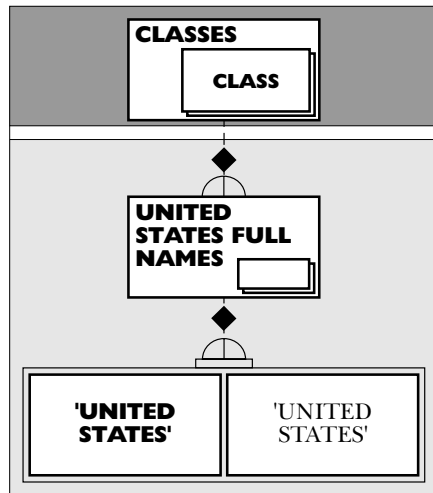 CLASSES
CLASS
UNITED
STATES FULL
NAMES
'UNITED
STATES'
'UNITED
STATES'